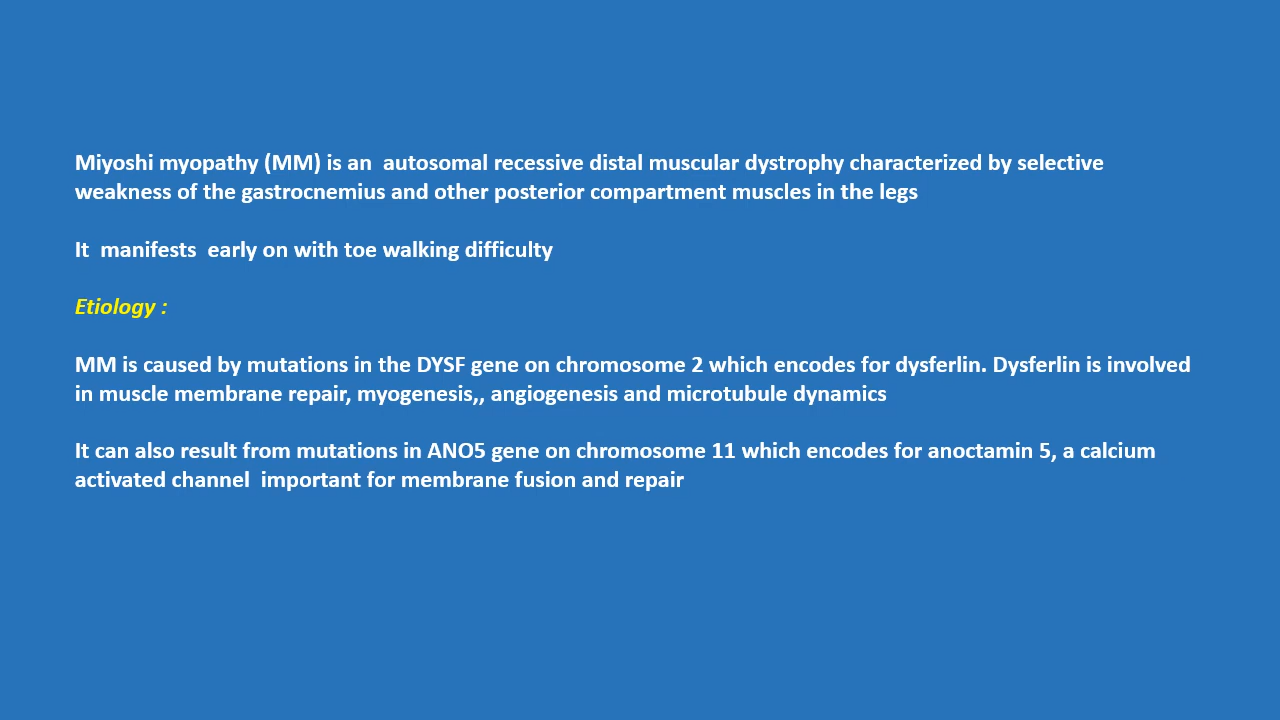 Miyoshi myopathy (MM) is an  autosomal recessive distal muscular dystrophy characterized by selective
weakness of the gastrocnemius and other posterior compartment muscles in the legs
It  manifests  early on with toe walking difficulty
Etiology :
MM is caused by mutations in the DYSF gene on chromosome 2 which encodes for dysferlin. Dysferlin is involved
in muscle membrane repair, myogenesis,, angiogenesis and microtubule dynamics
It can also result from mutations in ANO5 gene on chromosome 11 which encodes for anoctamin 5, a calcium
activated channel  important for membrane fusion and repair